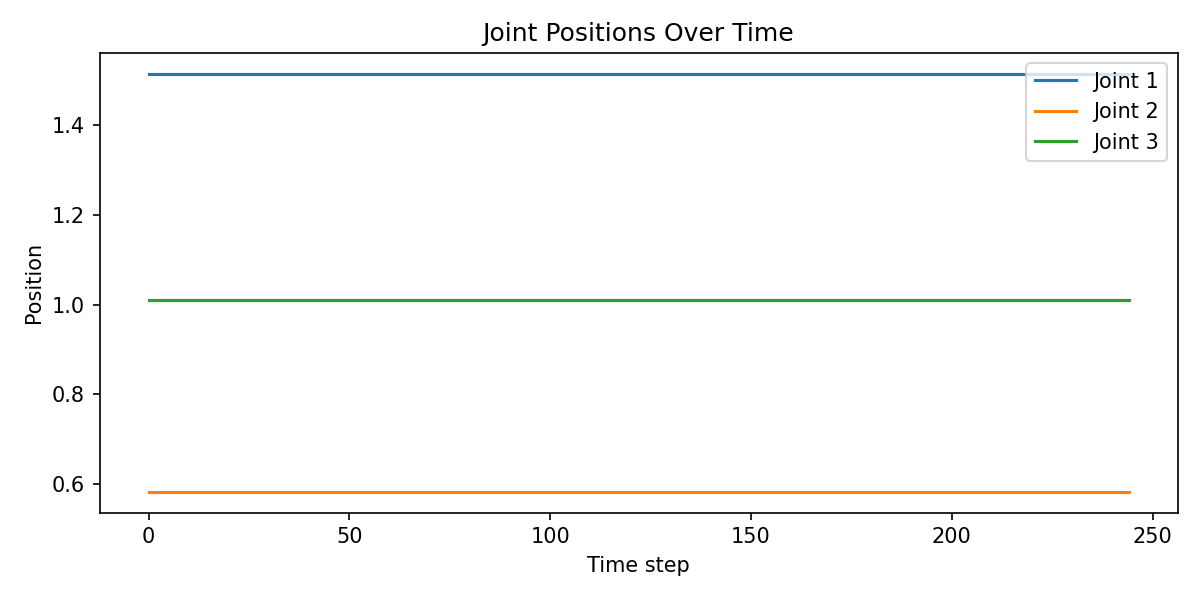 Joint Positions Over Time
Joint 1
Joint 2
Joint 3
1.4
1.2
1.0
0.8
0.6
Position
0 50 100 150 200 250
Time step